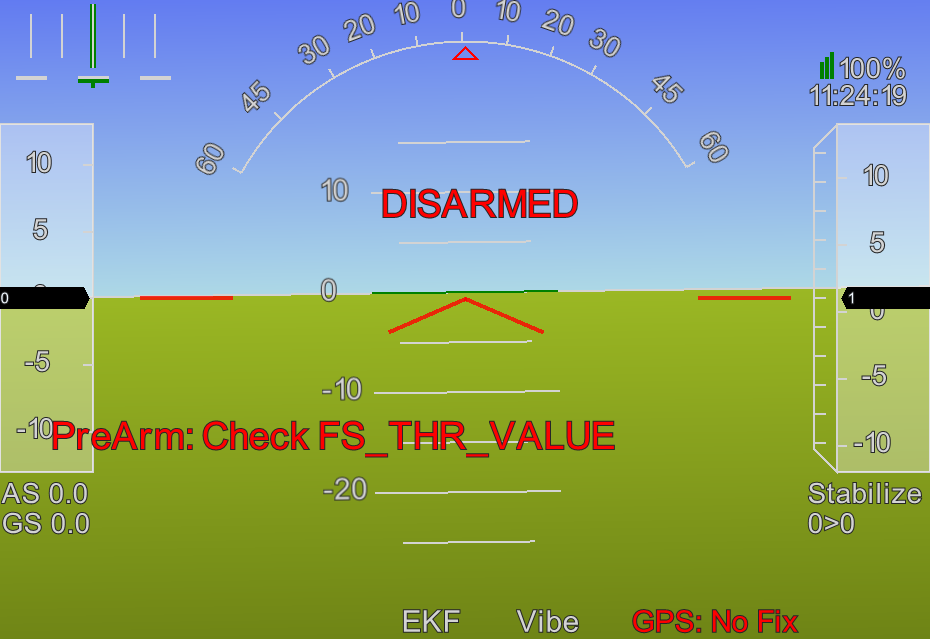 60 45 30 20 10 0 10 20 30 45 60
100%
11:24:19
10 10 10
DISARMED
5 5
0 0 1
0
-5 -5
-10 -10 -10
PreArm: Check FS_THR_VALUE
-20
AS 0.0 Stabilize
GS 0.0 0>0
EKF Vibe GPS: No Fix